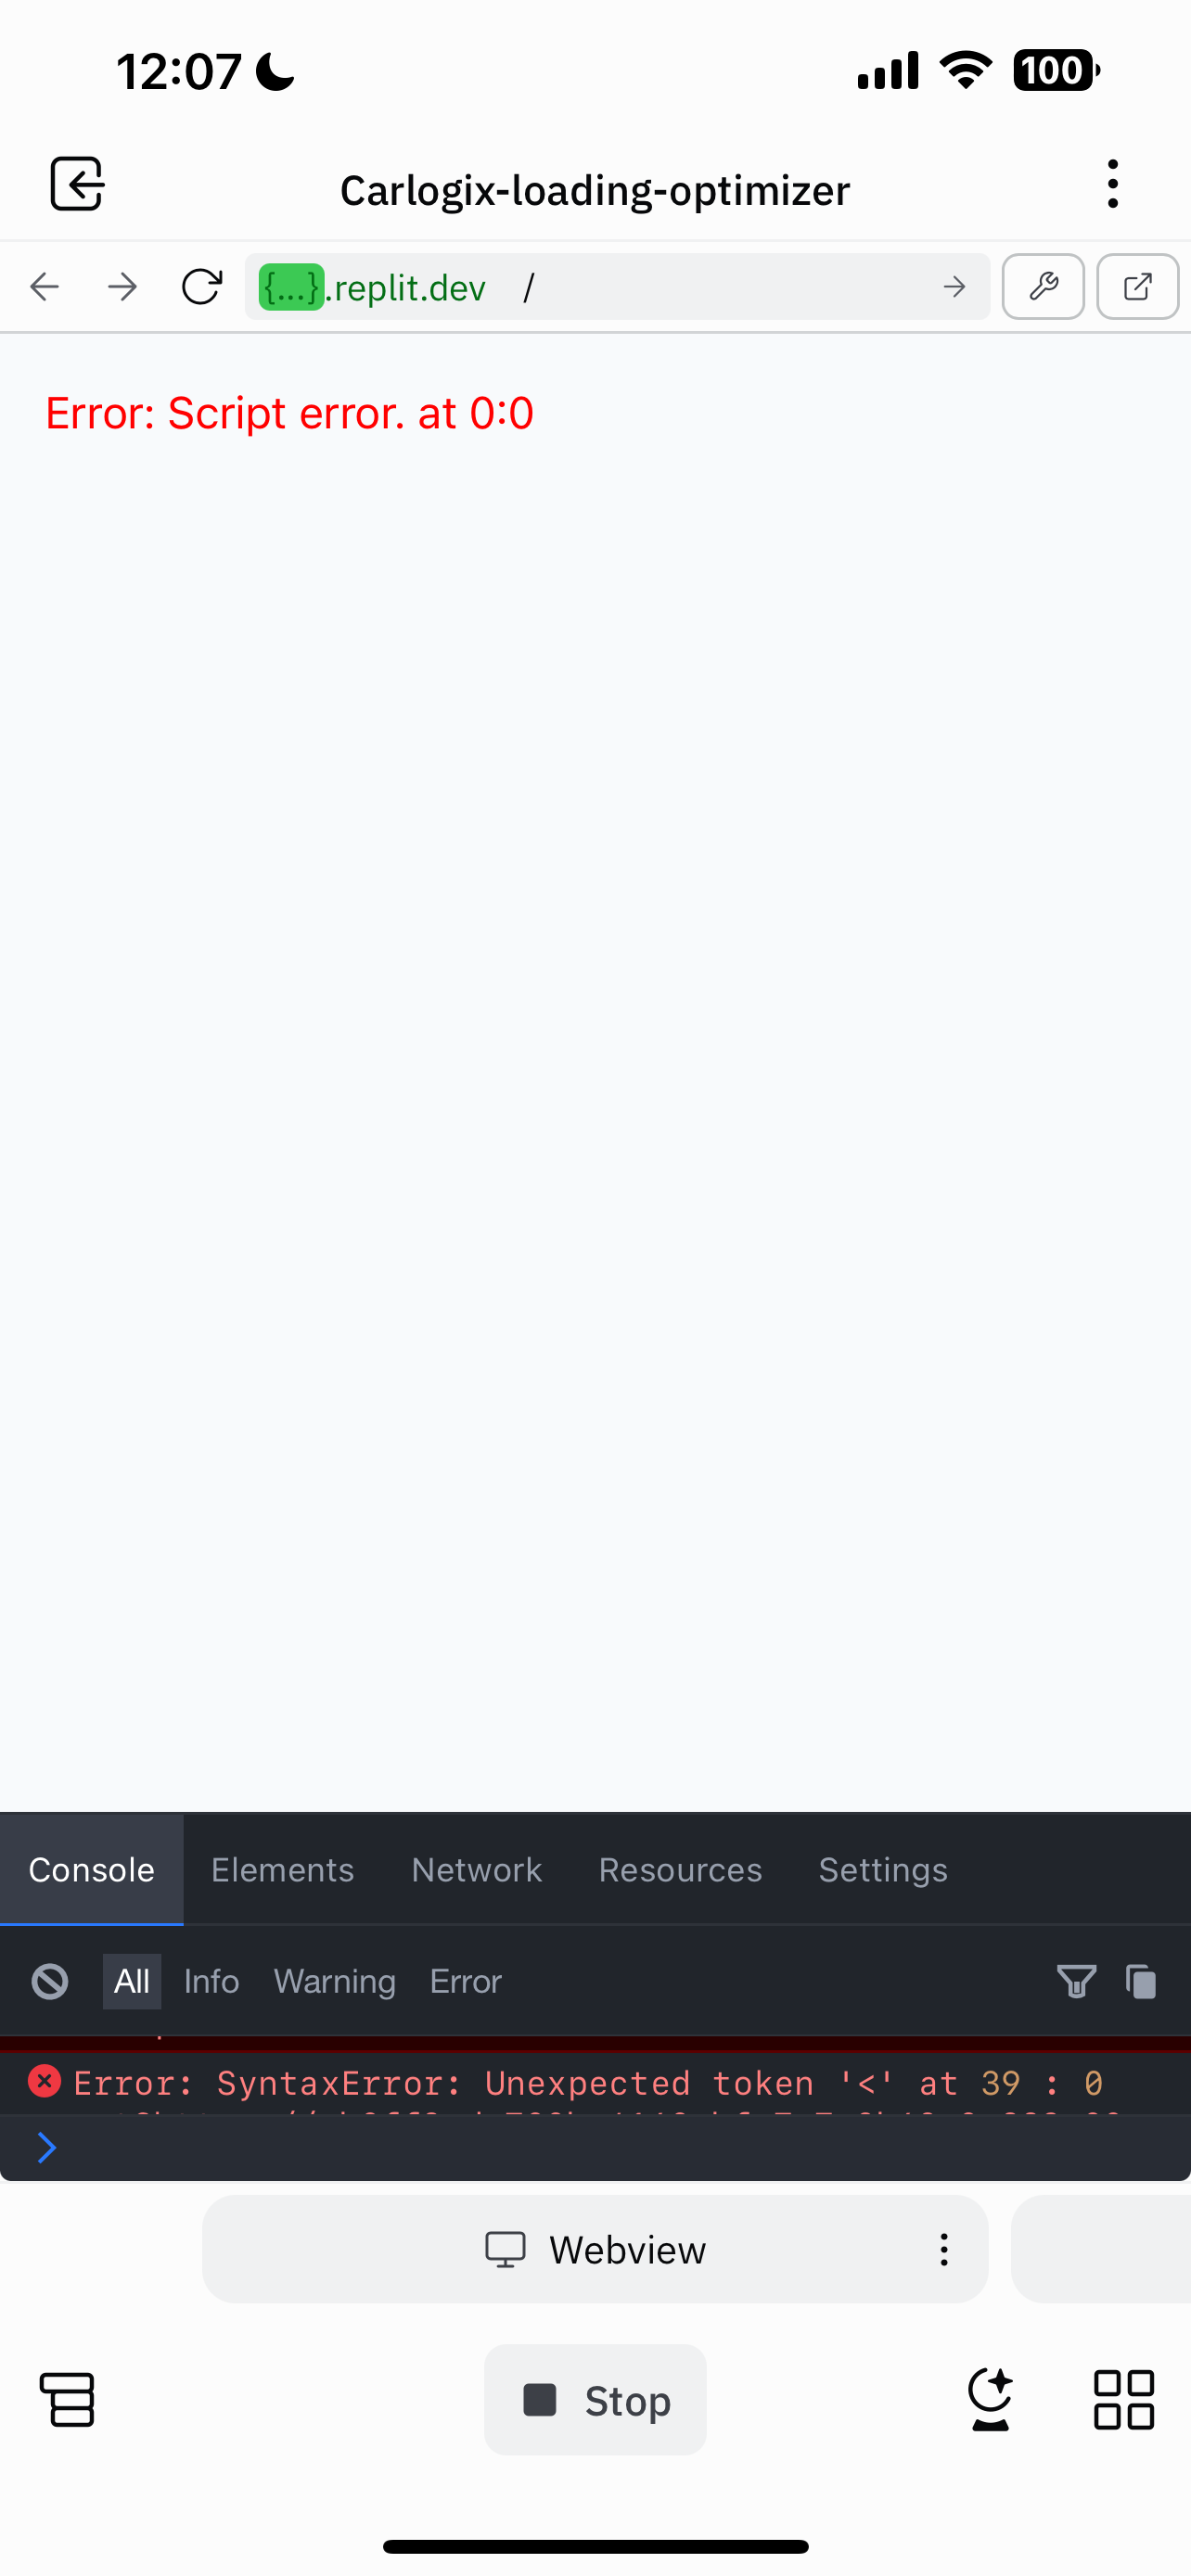 12:07
100
Carlogix-loading-optimizer
{...}.replit.dev /
Error: Script error. at 0:0
Console Elements Network Resources Settings
All Info Warning Error
Error: SyntaxError: Unexpected token '<' at 39 : 0
Webview
Stop